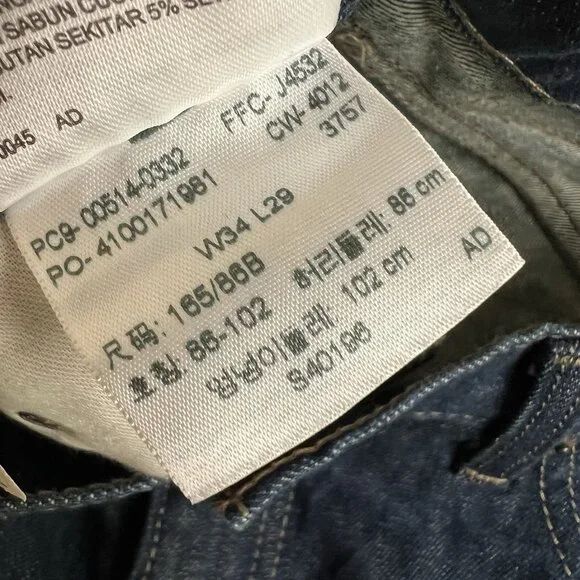 SABUN CUC
BUTAN SEKITAR 5% SE
0045 AD
FFC- J4532
PC9- 00514-0332 CW- 4012
PO- 4100171981 3757
W34 L29
尺码: 165/86B 허리둘레: 86 cm
호칭: 86-102 엉덩이둘레: 102 cm AD
S40196